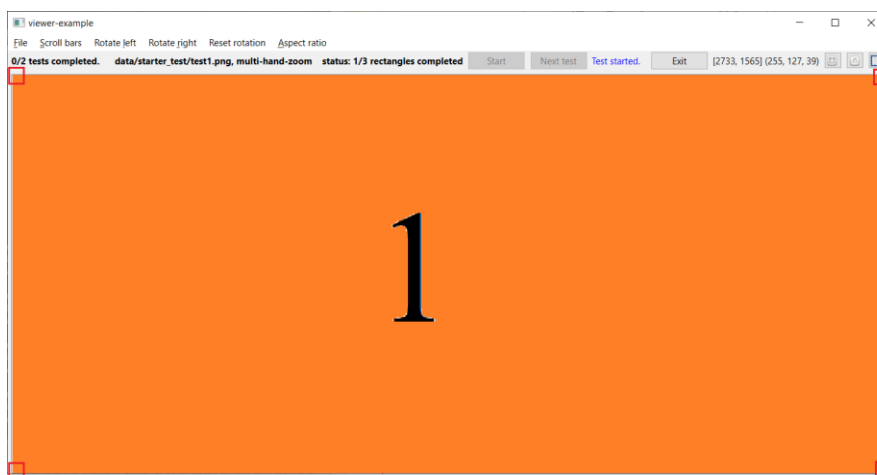 viewer-example
File Scroll bars Rotate left Rotate right Reset rotation Aspect ratio
0/2 tests completed. data/starter_test/test1.png, multi-hand-zoom status: 1/3 rectangles completed Start Next test Test started. Exit [2733, 1565] (255, 127, 39)
1